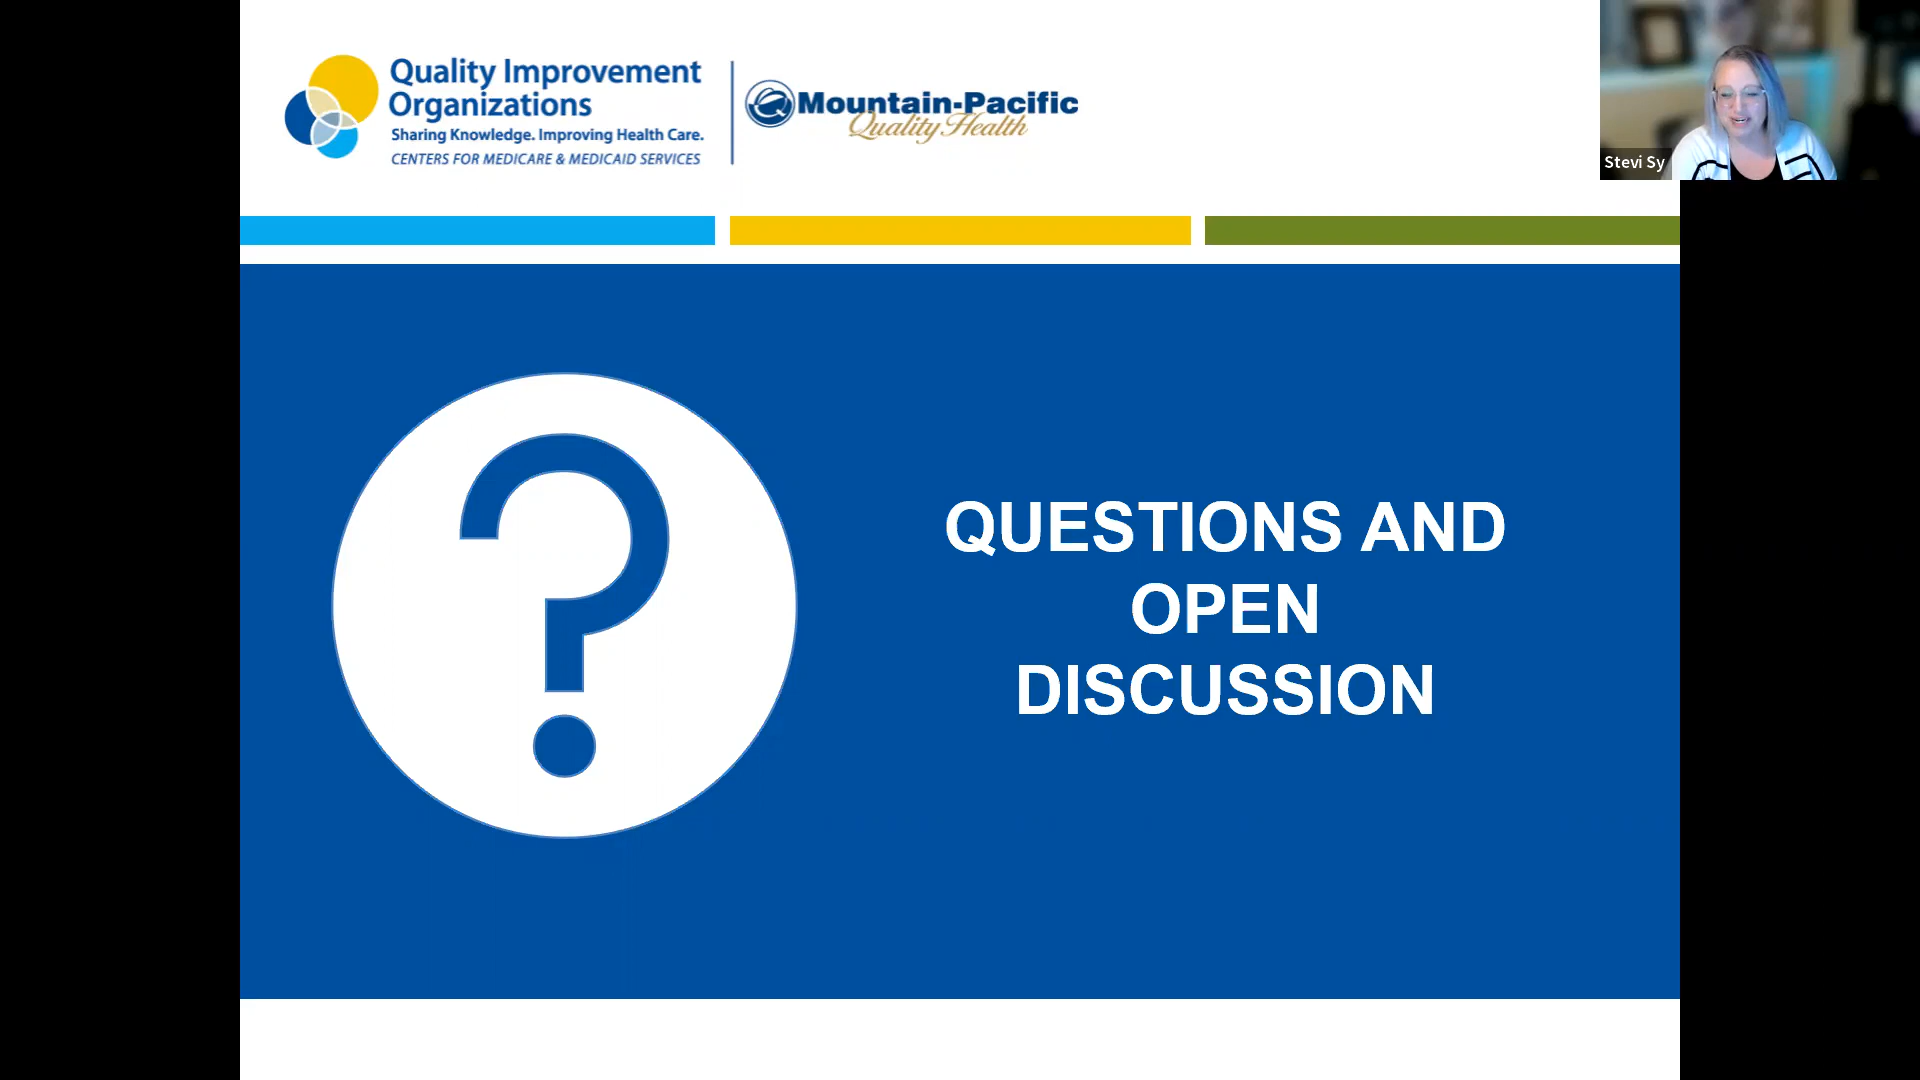 Quality Improvement
Organizations
Sharing Knowledge. Improving Health Care.
CENTERS FOR MEDICARE & MEDICAID SERVICES
Mountain-Pacific
Quality Health
Stevi Sy
?
QUESTIONS AND
OPEN
DISCUSSION